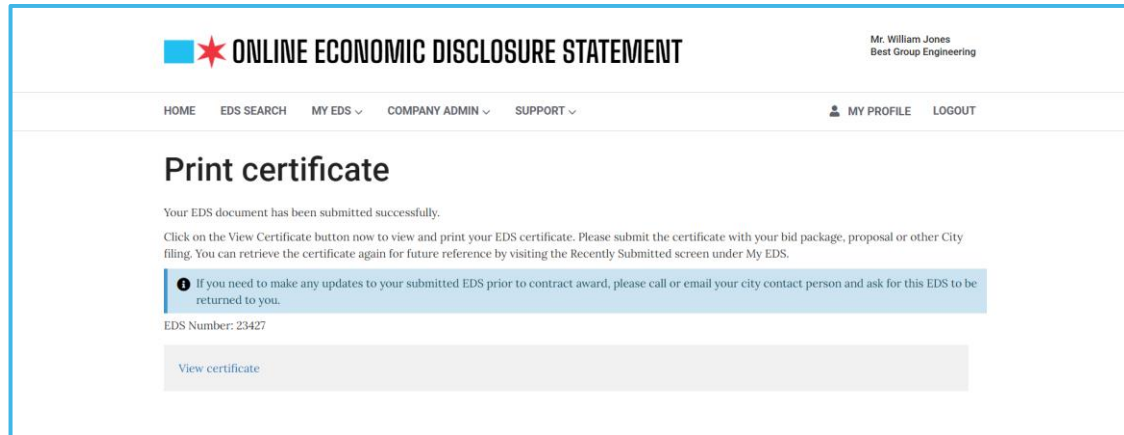 ONLINE ECONOMIC DISCLOSURE STATEMENT
Mr. William Jones
Best Group Engineering
HOME EDS SEARCH MY EDS COMPANY ADMIN SUPPORT MY PROFILE LOGOUT
Print certificate
Your EDS document has been submitted successfully.
Click on the View Certificate button now to view and print your EDS certificate. Please submit the certificate with your bid package, proposal or other City
filing. You can retrieve the certificate again for future reference by visiting the Recently Submitted screen under My EDS.
If you need to make any updates to your submitted EDS prior to contract award, please call or email your city contact person and ask for this EDS to be
returned to you.
EDS Number: 23427
View certificate